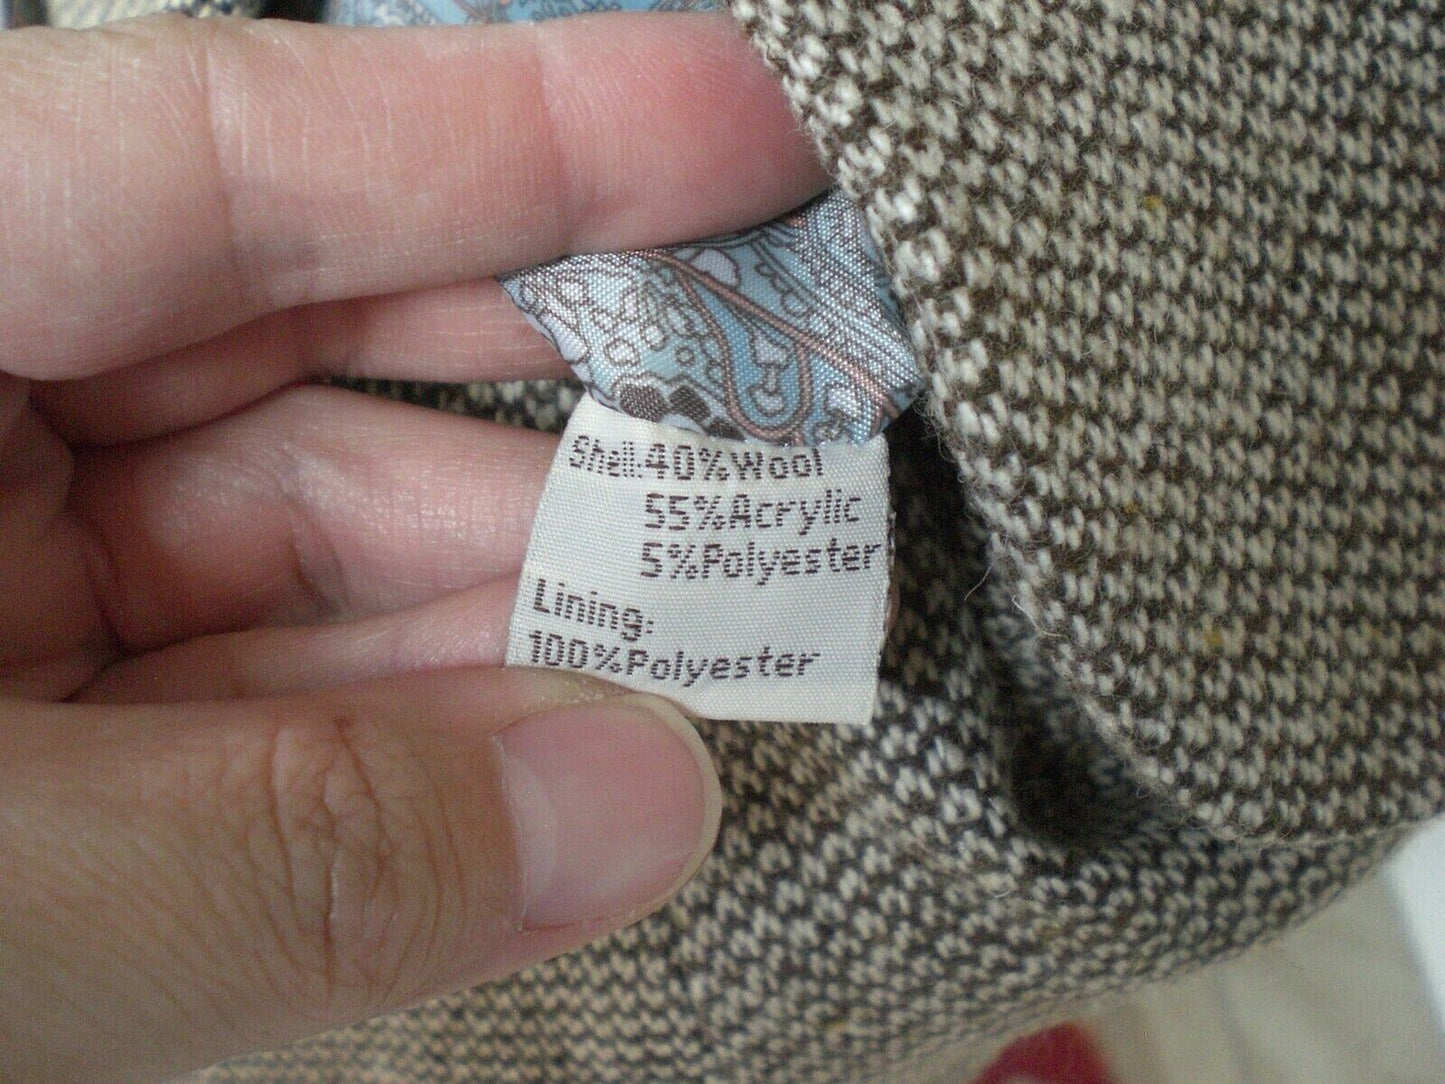 Shell:40%Wool
55%Acrylic
5%Polyester
Lining:
100%Polyester